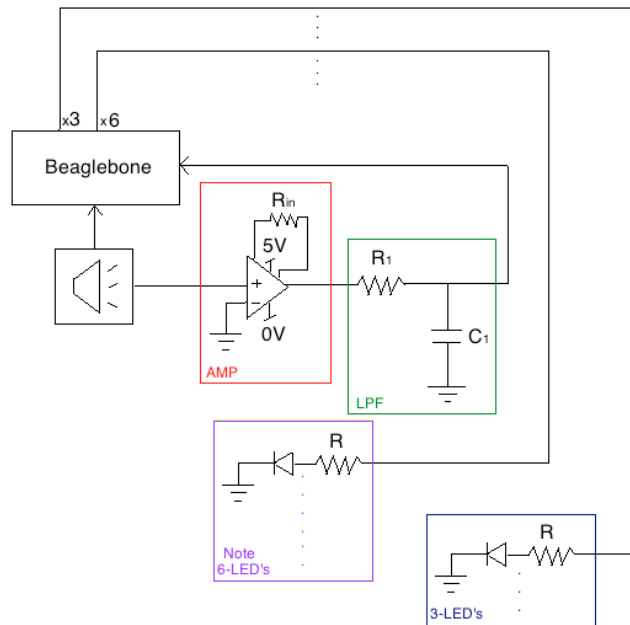 x3
x6
Beaglebone
Rin
5V
+
−
0V
AMP
R1
C1
LPF
R
Note
6-LED's
R
3-LED's